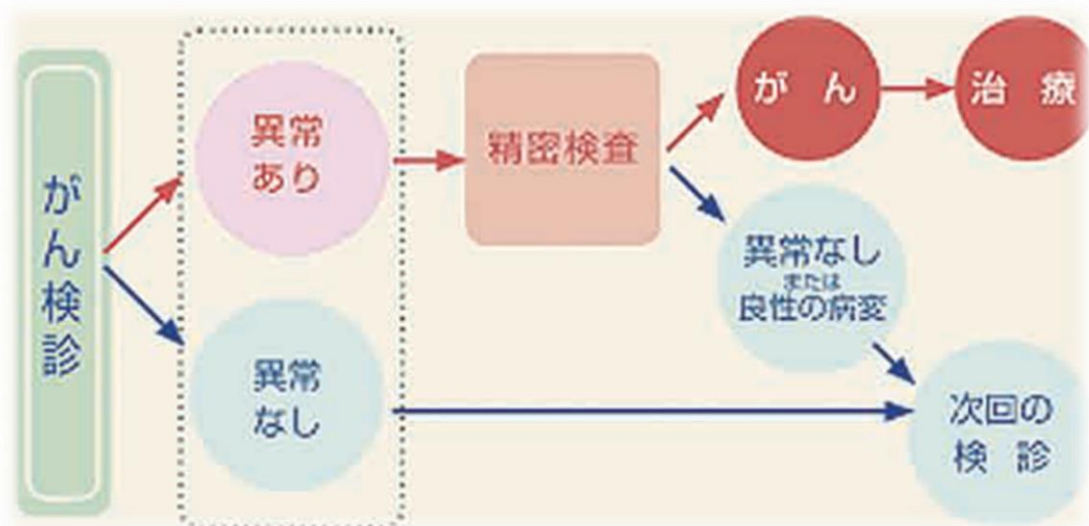 がん検診
異常
あり
異常
なし
精密検査
がん
治療
異常なし
または
良性の病変
次回の
検診